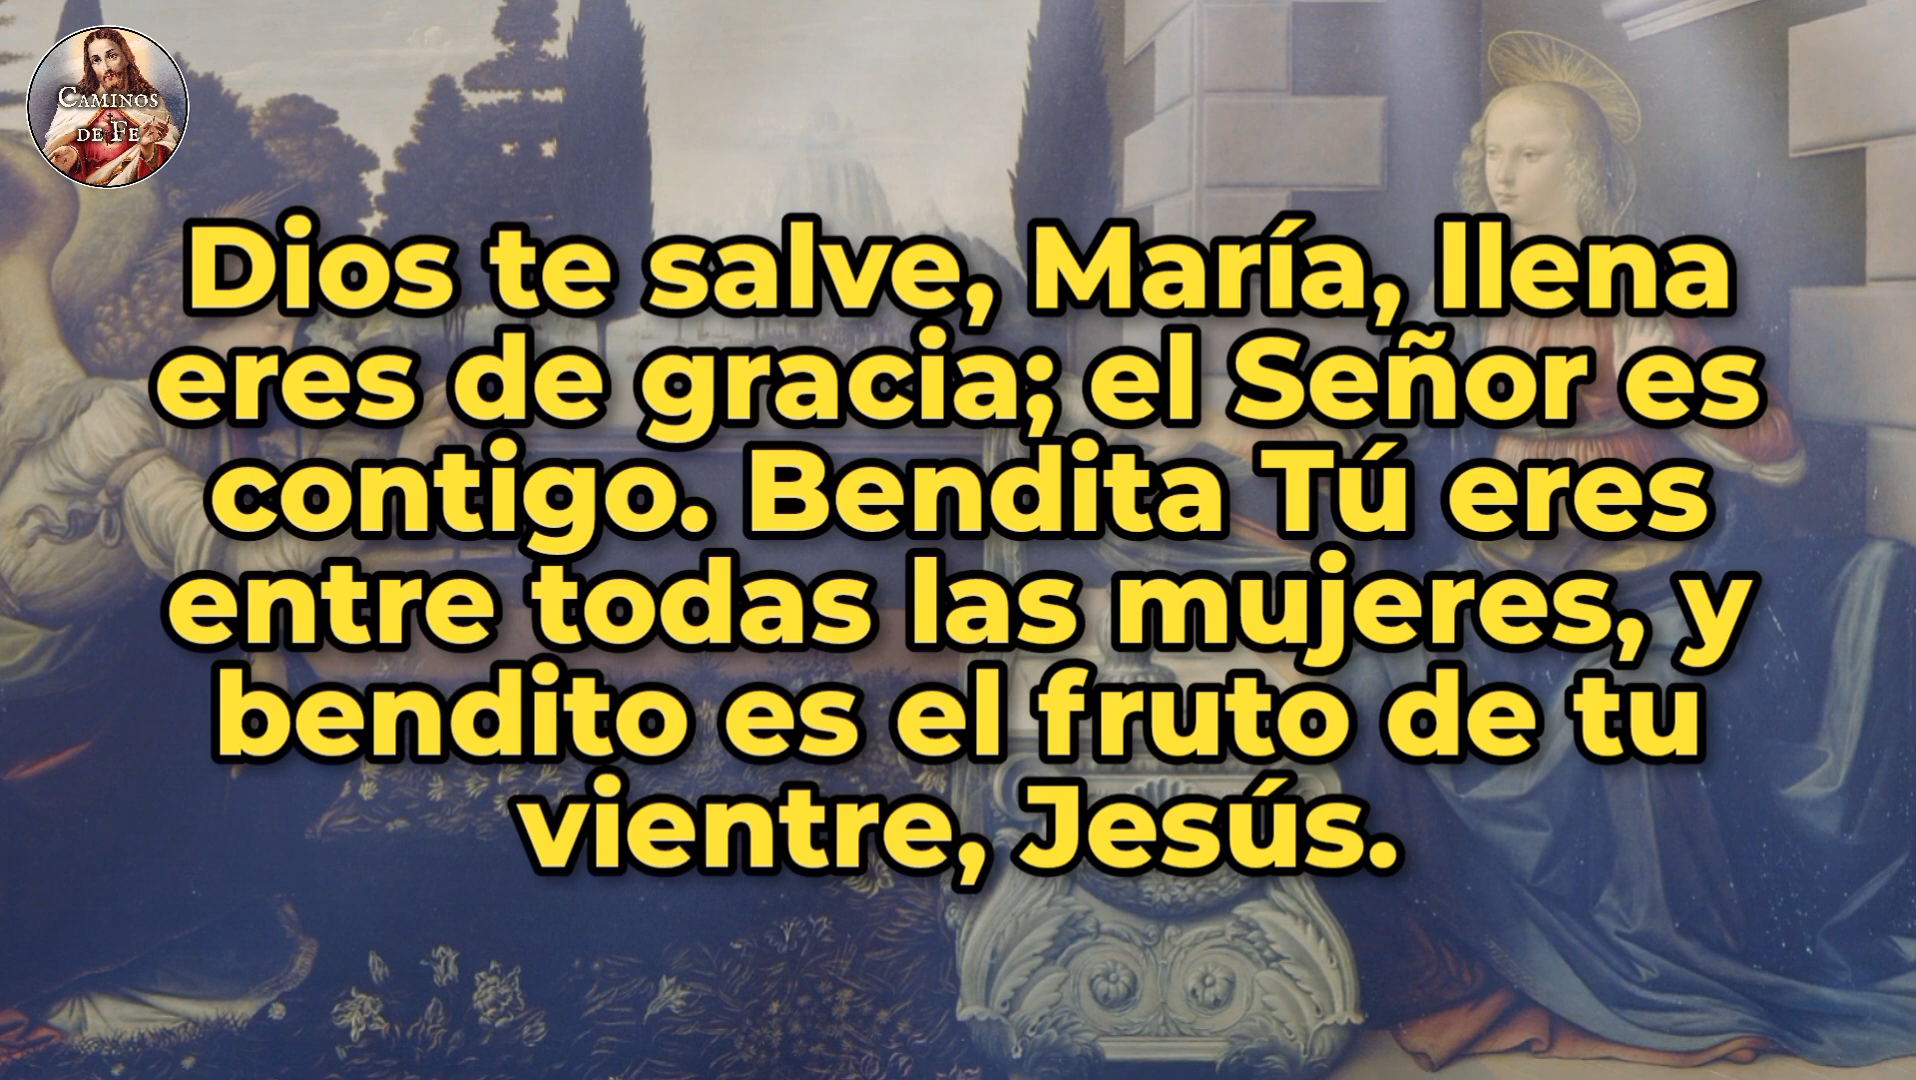 CAMINOS
DE FE
Dios te salve, María, llena
eres de gracia; el Señor es
contigo. Bendita Tú eres
entre todas las mujeres, y
bendito es el fruto de tu
vientre, Jesús.